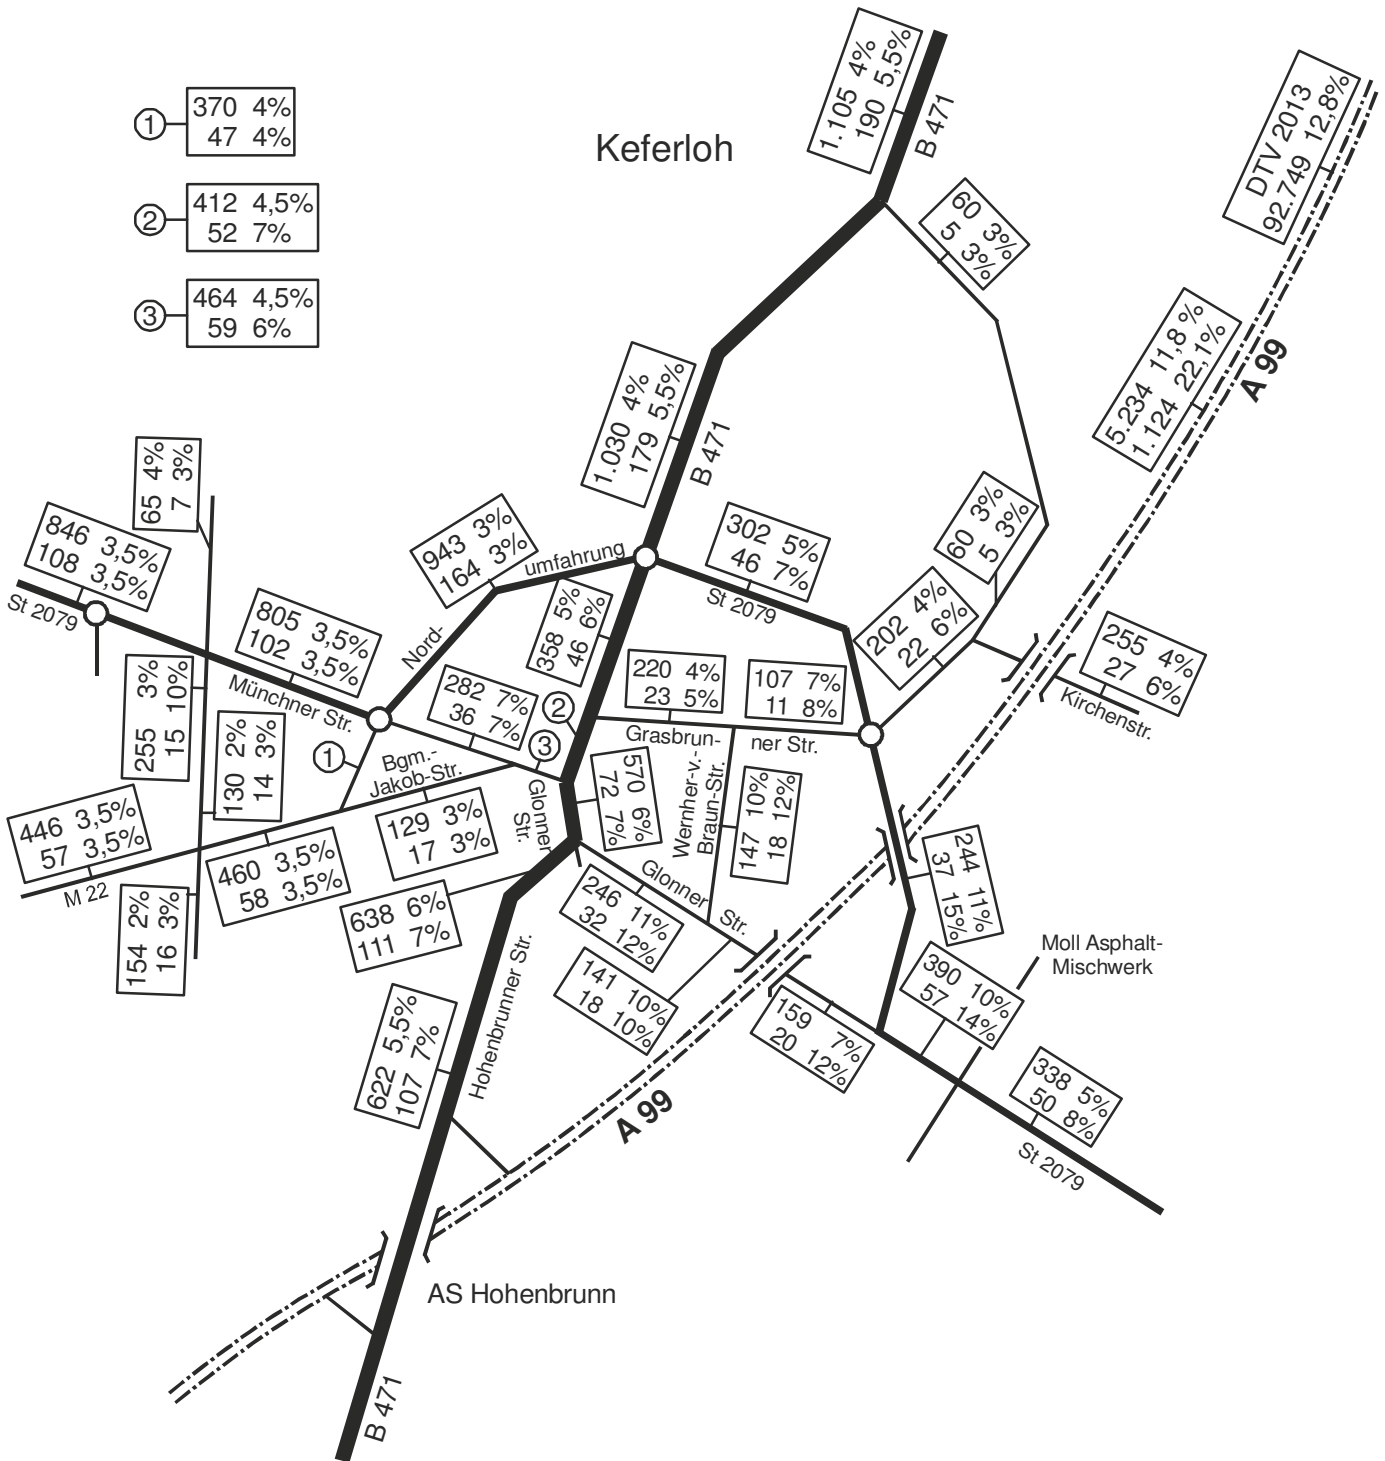 1.105 4%
190 5,5%
B 471
DTV 2013
92.749 12,8%
1
370 4%
47 4%
Keferloh
2
412 4,5%
52 7%
60 3%
5 3%
3
464 4,5%
59 6%
5.234 11,8 %
1.124 22,1%
A 99
1.030 4%
179 5,5%
B 471
65 4%
7 3%
846 3,5%
108 3,5%
St 2079
943 3%
164 3%
umfahrung
Nord-
302 5%
46 7%
St 2079
60 3%
5 3%
202 4%
22 6%
805 3,5%
102 3,5%
Münchner Str.
358 5%
46 6%
255 4%
27 6%
Kirchenstr.
255 3%
15 10%
130 2%
14 3%
282 7%
36 7%
2
3
1
220 4%
23 5%
107 7%
11 8%
Grasbrun-
ner Str.
Bgm.-
Jakob-Str.
Glonner
Str.
570 6%
72 7%
Wernher-v.-
Braun-Str.
147 10%
18 12%
446 3,5%
57 3,5%
M 22
460 3,5%
58 3,5%
129 3%
17 3%
154 2%
16 3%
638 6%
111 7%
Glonner
Str.
246 11%
32 12%
244 11%
37 15%
141 10%
18 10%
390 10%
57 14%
Moll Asphalt-
Mischwerk
159 7%
20 12%
622 5,5%
107 7%
Hohenbrunner Str.
338 5%
50 8%
St 2079
A 99
AS Hohenbrunn
B 471